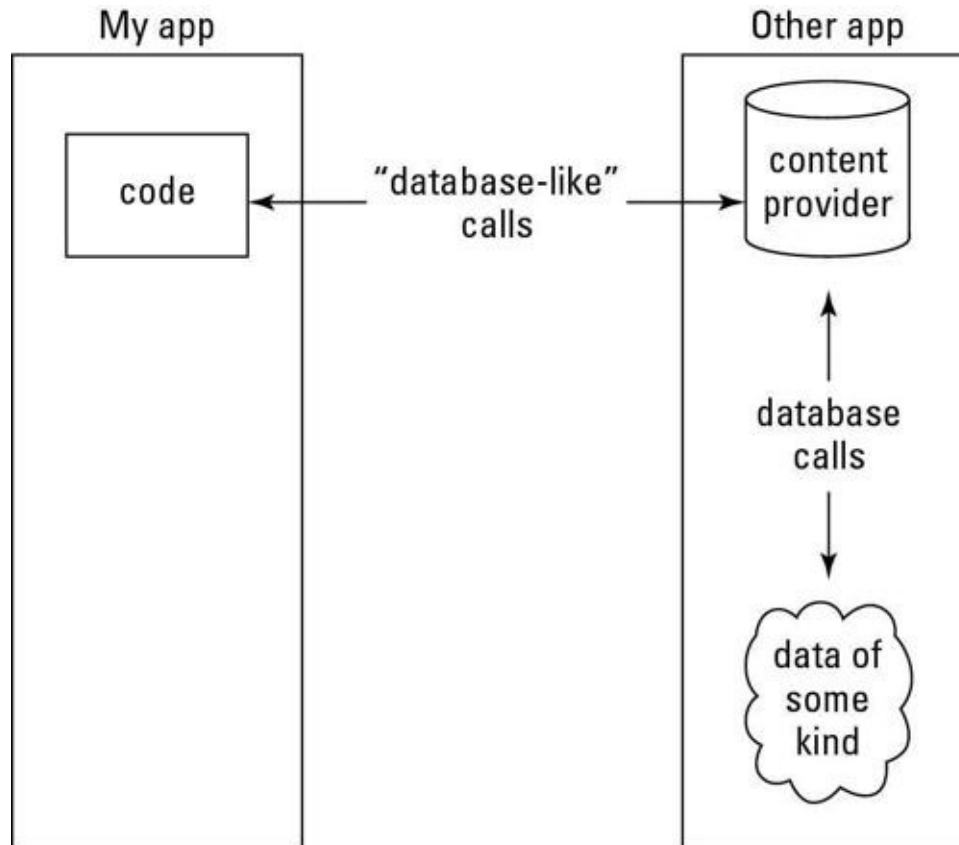 My app
Other app
code
“database-like”
calls
content
provider
database
calls
data of
some
kind